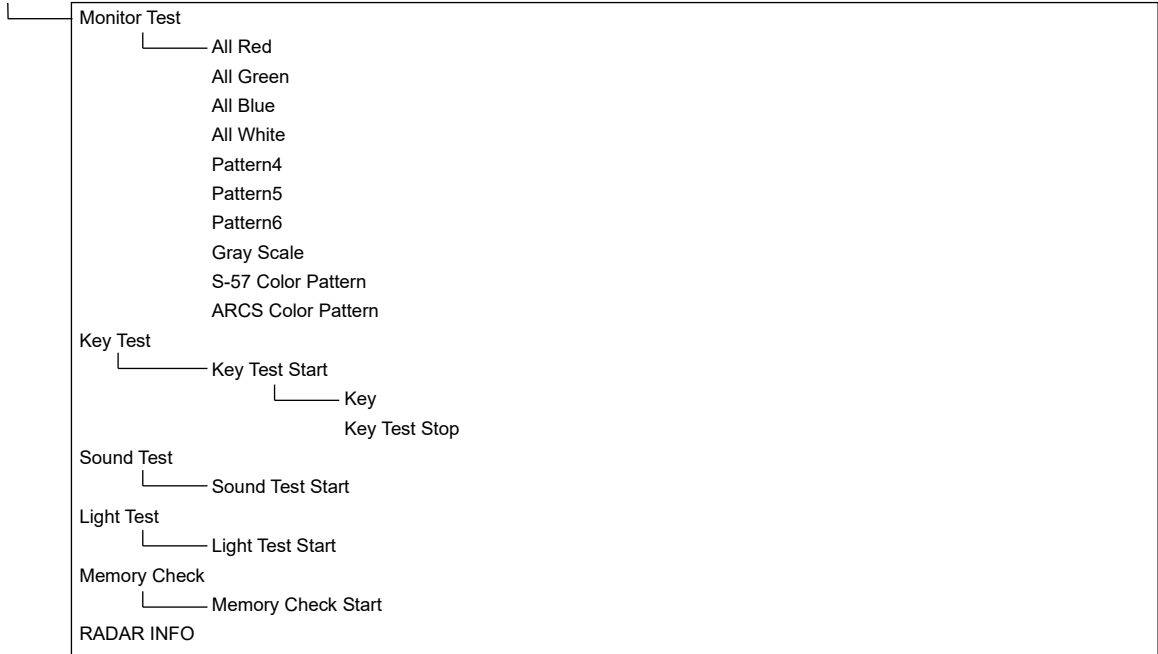 Monitor Test
All Red
All Green
All Blue
All White
Pattern4
Pattern5
Pattern6
Gray Scale
S-57 Color Pattern
ARCS Color Pattern
Key Test
Key Test Start
Key
Key Test Stop
Sound Test
Sound Test Start
Light Test
Light Test Start
Memory Check
Memory Check Start
RADAR INFO